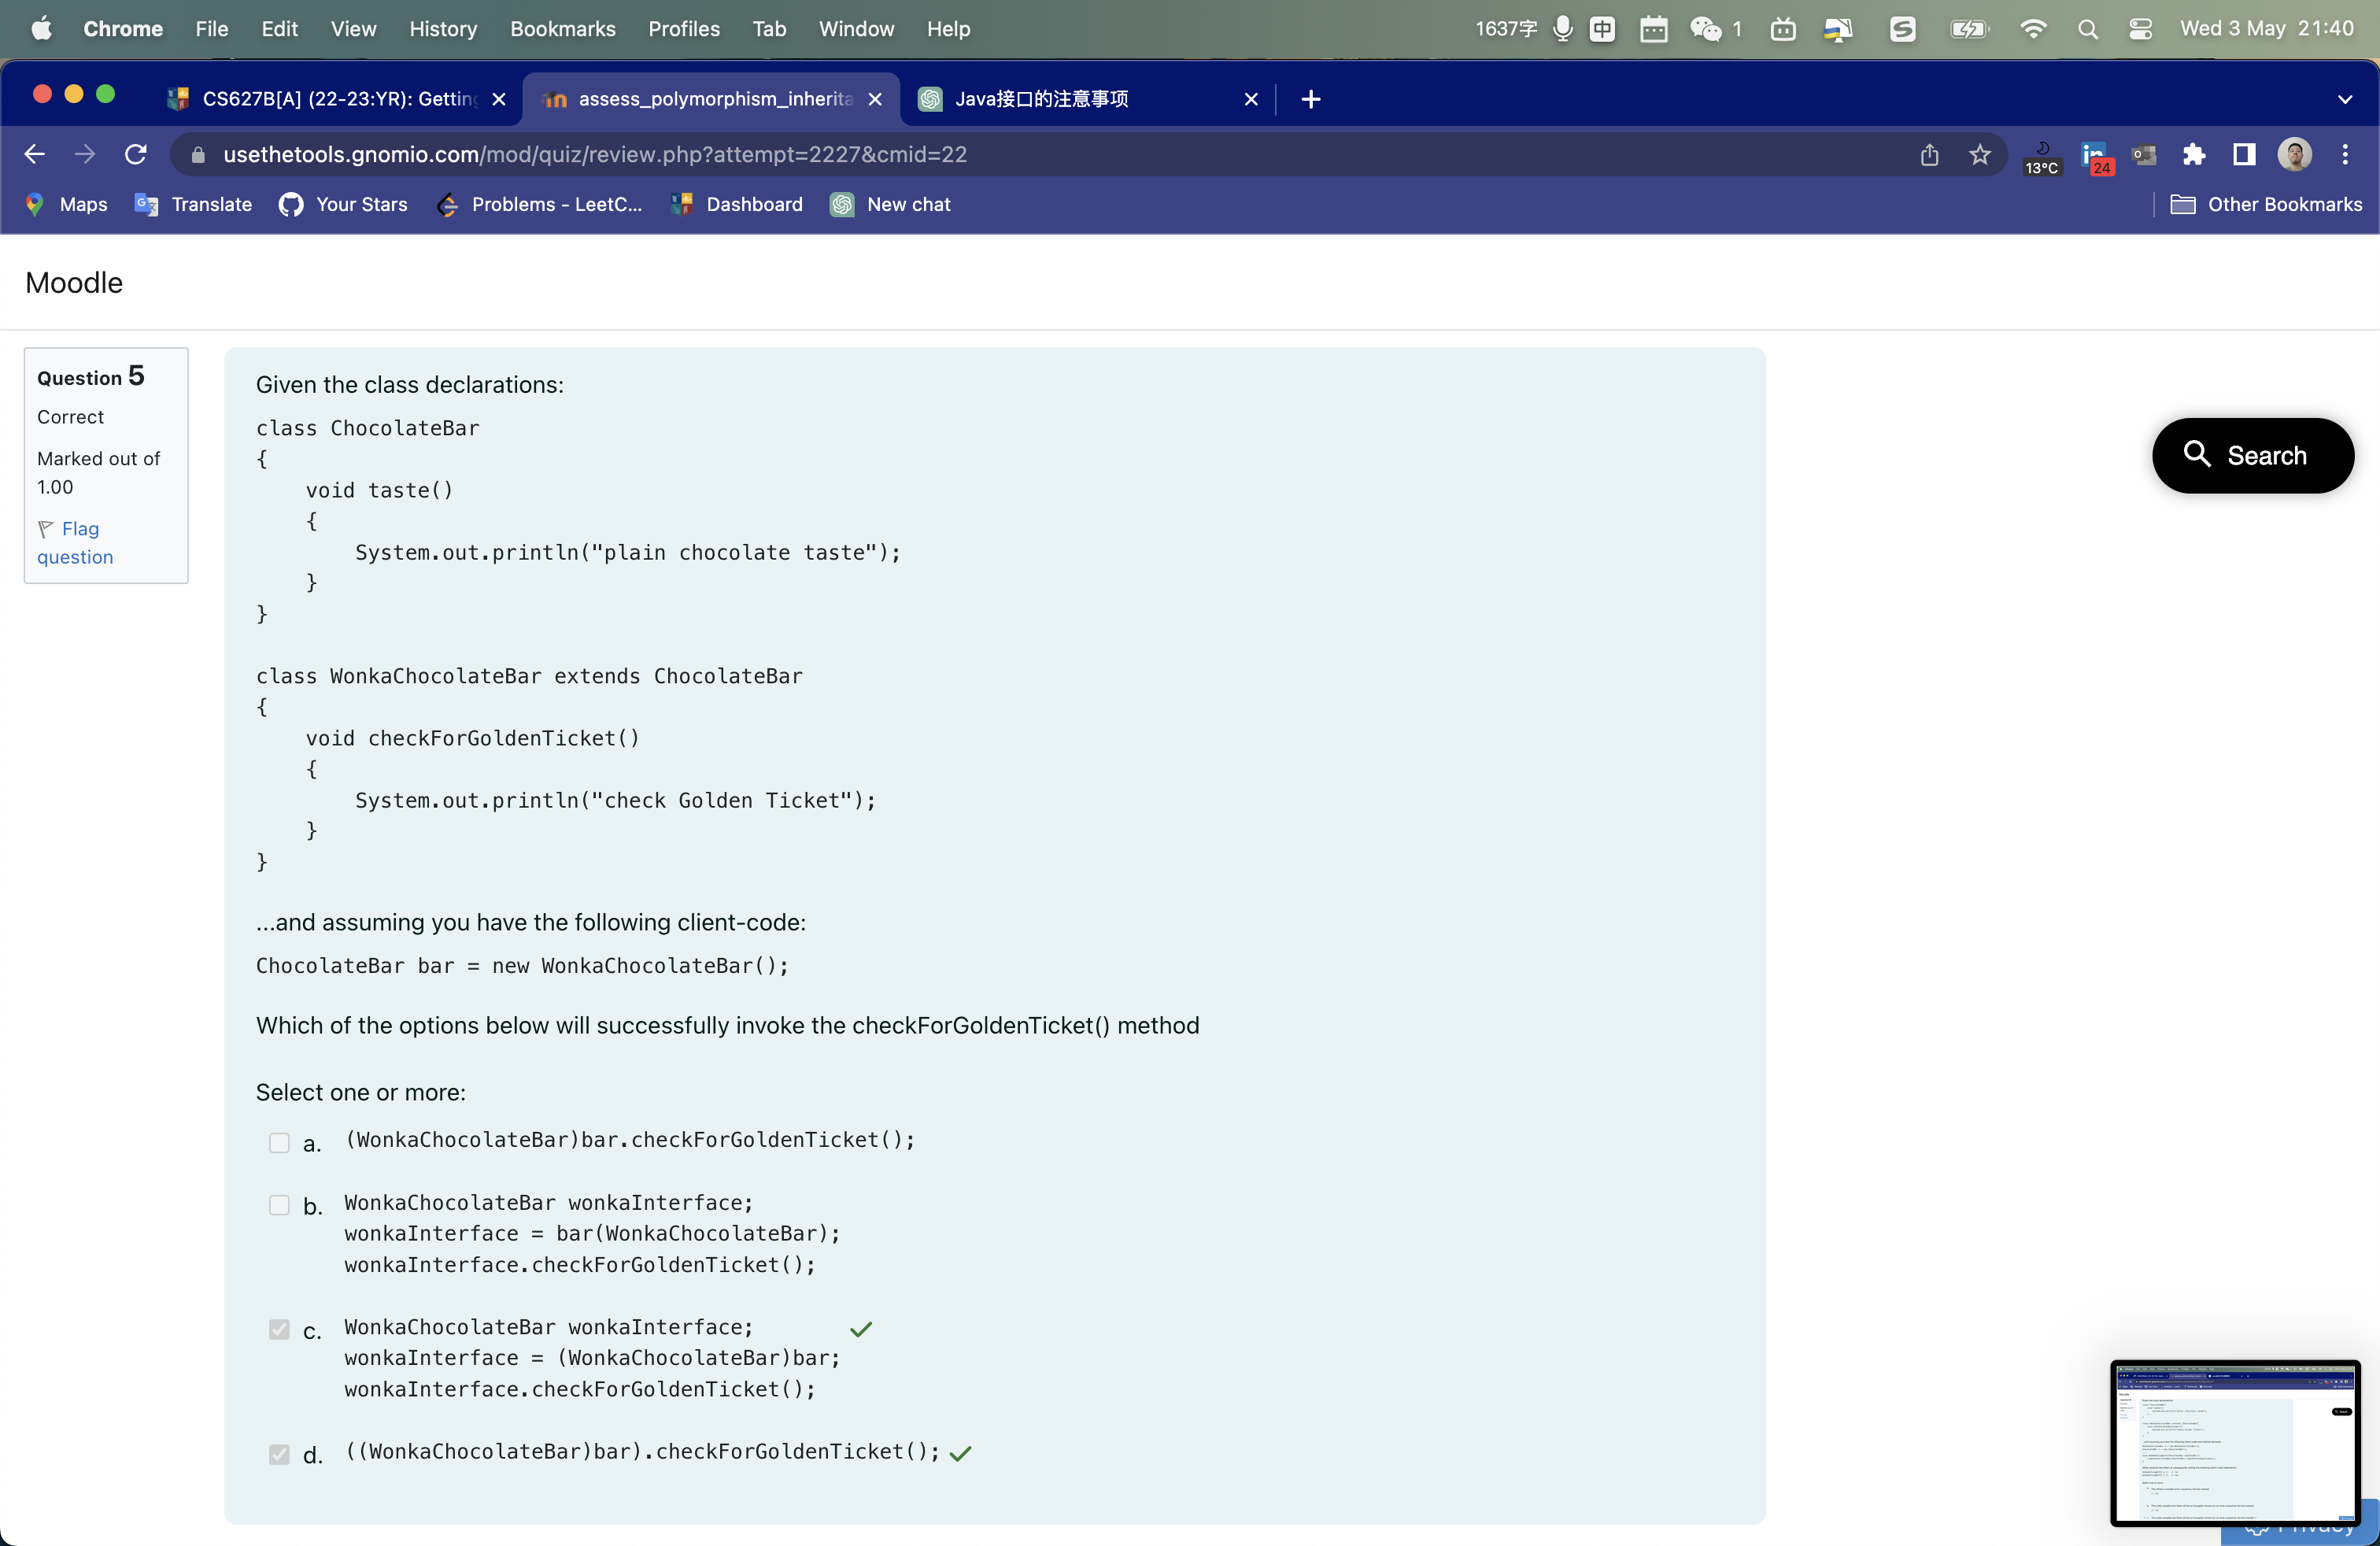 Chrome File Edit View History Bookmarks Profiles Tab Window Help 1637字 中 1 Wed 3 May 21:40
CS627B[A] (22-23:YR): Getting assess_polymorphism_inherita Java接口的注意事项
usethetools.gnomio.com/mod/quiz/review.php?attempt=2227&cmid=22 13°C 24
Maps Translate Your Stars Problems - LeetC... Dashboard New chat Other Bookmarks
Moodle
Question 5
Correct
Marked out of
1.00
Flag
question
Given the class declarations:
class ChocolateBar
{
void taste()
{
System.out.println("plain chocolate taste");
}
}
class WonkaChocolateBar extends ChocolateBar
{
void checkForGoldenTicket()
{
System.out.println("check Golden Ticket");
}
}
...and assuming you have the following client-code:
ChocolateBar bar = new WonkaChocolateBar();
Which of the options below will successfully invoke the checkForGoldenTicket() method
Select one or more:
a. (WonkaChocolateBar)bar.checkForGoldenTicket();
b. WonkaChocolateBar wonkaInterface;
wonkaInterface = bar(WonkaChocolateBar);
wonkaInterface.checkForGoldenTicket();
c. WonkaChocolateBar wonkaInterface;
wonkaInterface = (WonkaChocolateBar)bar;
wonkaInterface.checkForGoldenTicket();
d. ((WonkaChocolateBar)bar).checkForGoldenTicket();
Search
Privacy